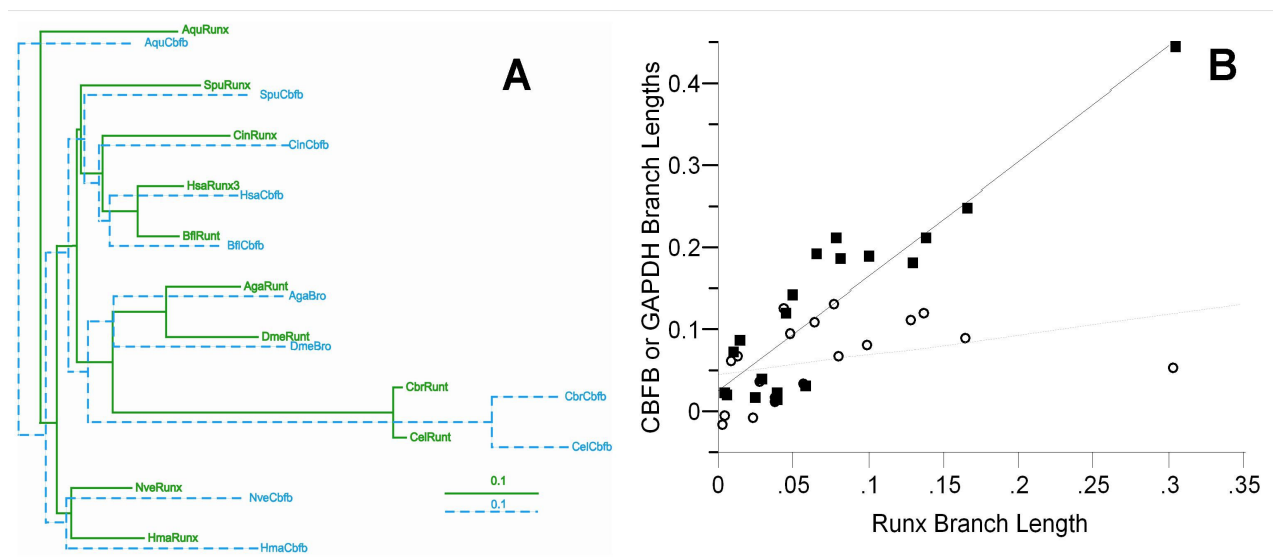 A
AquRunx
AquCbfb
SpuRunx
SpuCbfb
CinRunx
CinCbfb
HsaRunx3
HsaCbfb
BflRunt
BflCbfb
AgaRunt
AgaBro
DmeRunt
DmeBro
CbrRunt
CbrCbfb
CelRunt
CelCbfb
NveRunx
NveCbfb
HmaRunx
HmaCbfb
0.1
0.1
B
CBFB or GAPDH Branch Lengths
0.4
0.3
0.2
0.1
0
0 .05 .1 .15 .2 .25 .3 .35
Runx Branch Length